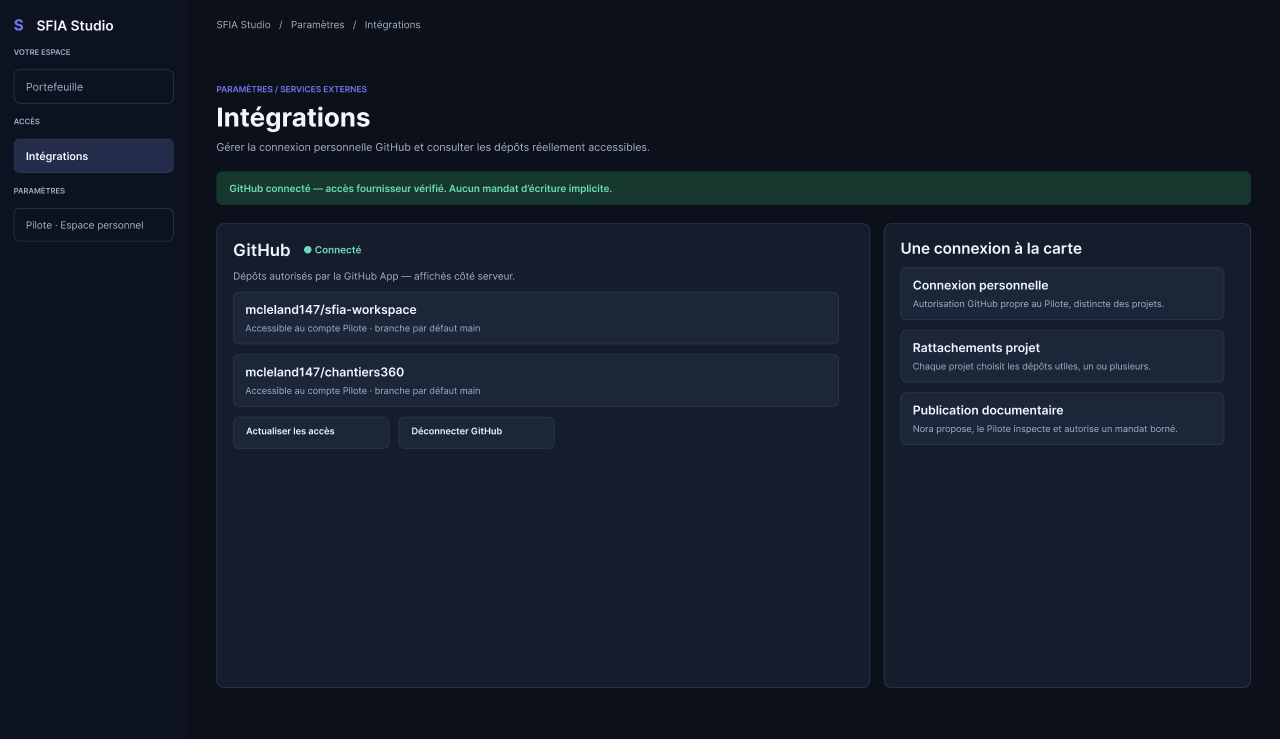 S SFIA Studio
VOTRE ESPACE
Portefeuille
ACCÈS
Intégrations
PARAMÈTRES
Pilote · Espace personnel
SFIA Studio / Paramètres / Intégrations
PARAMÈTRES / SERVICES EXTERNES
Intégrations
Gérer la connexion personnelle GitHub et consulter les dépôts réellement accessibles.
GitHub connecté — accès fournisseur vérifié. Aucun mandat d’écriture implicite.
GitHub Connecté
Dépôts autorisés par la GitHub App — affichés côté serveur.
mcleland147/sfia-workspace
Accessible au compte Pilote · branche par défaut main
mcleland147/chantiers360
Accessible au compte Pilote · branche par défaut main
Actualiser les accès
Déconnecter GitHub
Une connexion à la carte
Connexion personnelle
Autorisation GitHub propre au Pilote, distincte des projets.
Rattachements projet
Chaque projet choisit les dépôts utiles, un ou plusieurs.
Publication documentaire
Nora propose, le Pilote inspecte et autorise un mandat borné.